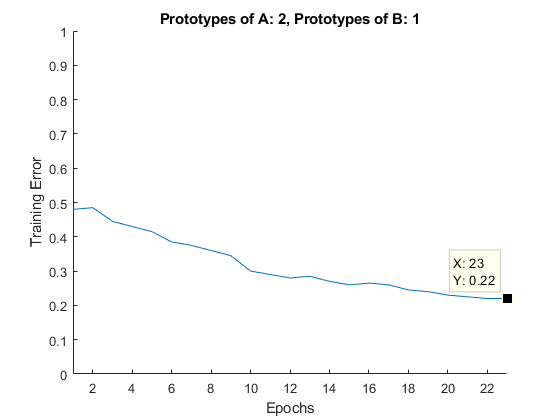 Prototypes of A: 2, Prototypes of B: 1
1
0.9
0.8
0.7
0.6
0.5
0.4
0.3
0.2
0.1
0
Training Error
X: 23
Y: 0.22
2 4 6 8 10 12 14 16 18 20 22
Epochs